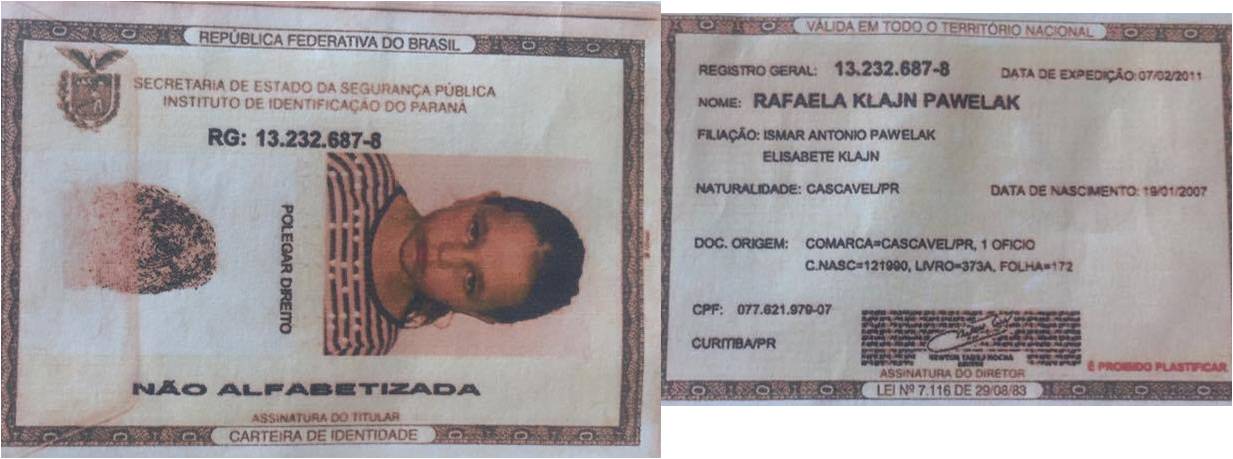 REPÚBLICA FEDERATIVA DO BRASIL
SECRETARIA DE ESTADO DA SEGURANÇA PÚBLICA
INSTITUTO DE IDENTIFICAÇÃO DO PARANÁ
RG: 13.232.687-8
POLEGAR DIREITO
NÃO ALFABETIZADA
ASSINATURA DO TITULAR
CARTEIRA DE IDENTIDADE
VÁLIDA EM TODO O TERRITÓRIO NACIONAL
REGISTRO GERAL: 13.232.687-8 DATA DE EXPEDIÇÃO: 07/02/2011
NOME: RAFAELA KLAJN PAWELAK
FILIAÇÃO: ISMAR ANTONIO PAWELAK
ELISABETE KLAJN
NATURALIDADE: CASCAVEL/PR DATA DE NASCIMENTO: 19/01/2007
DOC. ORIGEM: COMARCA=CASCAVEL/PR, 1 OFICIO
C.NASC=121990, LIVRO=373A, FOLHA=172
CPF: 077.621.979-07
CURITIBA/PR
ASSINATURA DO DIRETOR
É PROIBIDO PLASTIFICAR
LEI Nº 7.116 DE 29/08/83